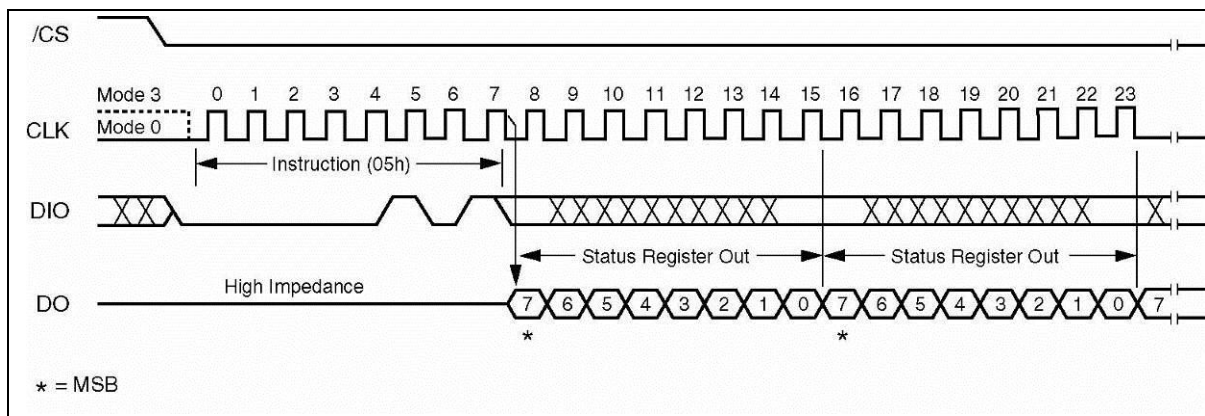 /CS
Mode 3 0 1 2 3 4 5 6 7 8 9 10 11 12 13 14 15 16 17 18 19 20 21 22 23
CLK Mode 0
Instruction (05h)
DIO
Status Register Out Status Register Out
High Impedance
DO 7 6 5 4 3 2 1 0 7 6 5 4 3 2 1 0 7
* *
* = MSB